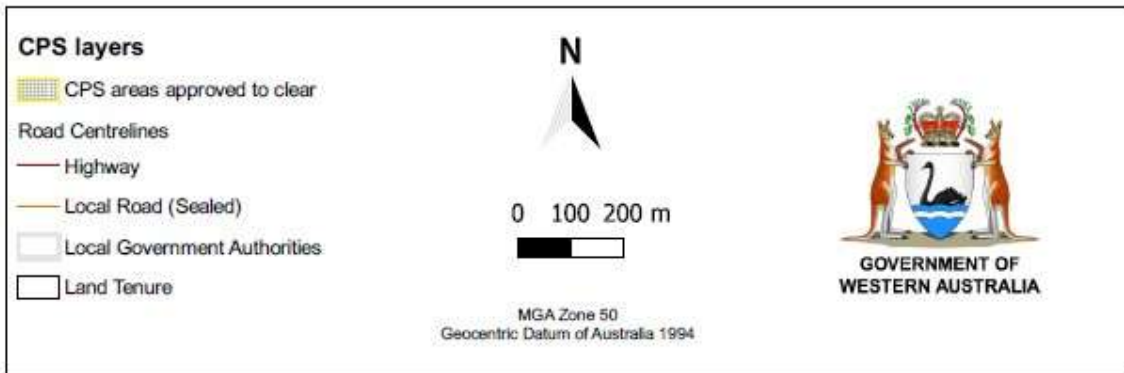 CPS layers
CPS areas approved to clear
Road Centrelines
Highway
Local Road (Sealed)
Local Government Authorities
Land Tenure
N
0 100 200 m
MGA Zone 50
Geocentric Datum of Australia 1994
GOVERNMENT OF
WESTERN AUSTRALIA